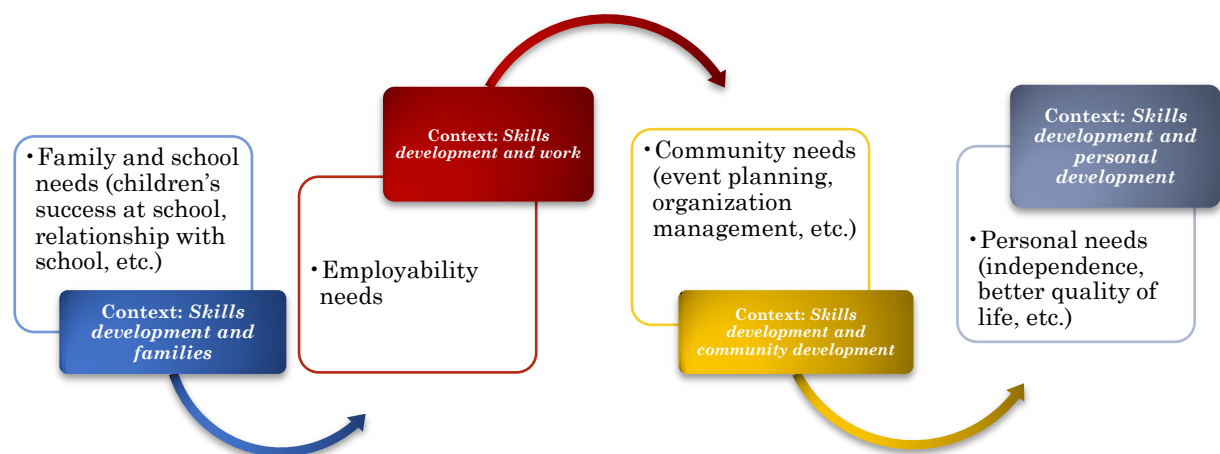 • Family and school
needs (children's
success at school,
relationship with
school, etc.)
Context: Skills
development and
families
Context: Skills
development and work
• Employability
needs
• Community needs
(event planning,
organization
management, etc.)
Context: Skills
development and
community development
Context: Skills
development and
personal
development
• Personal needs
(independence,
better quality of
life, etc.)